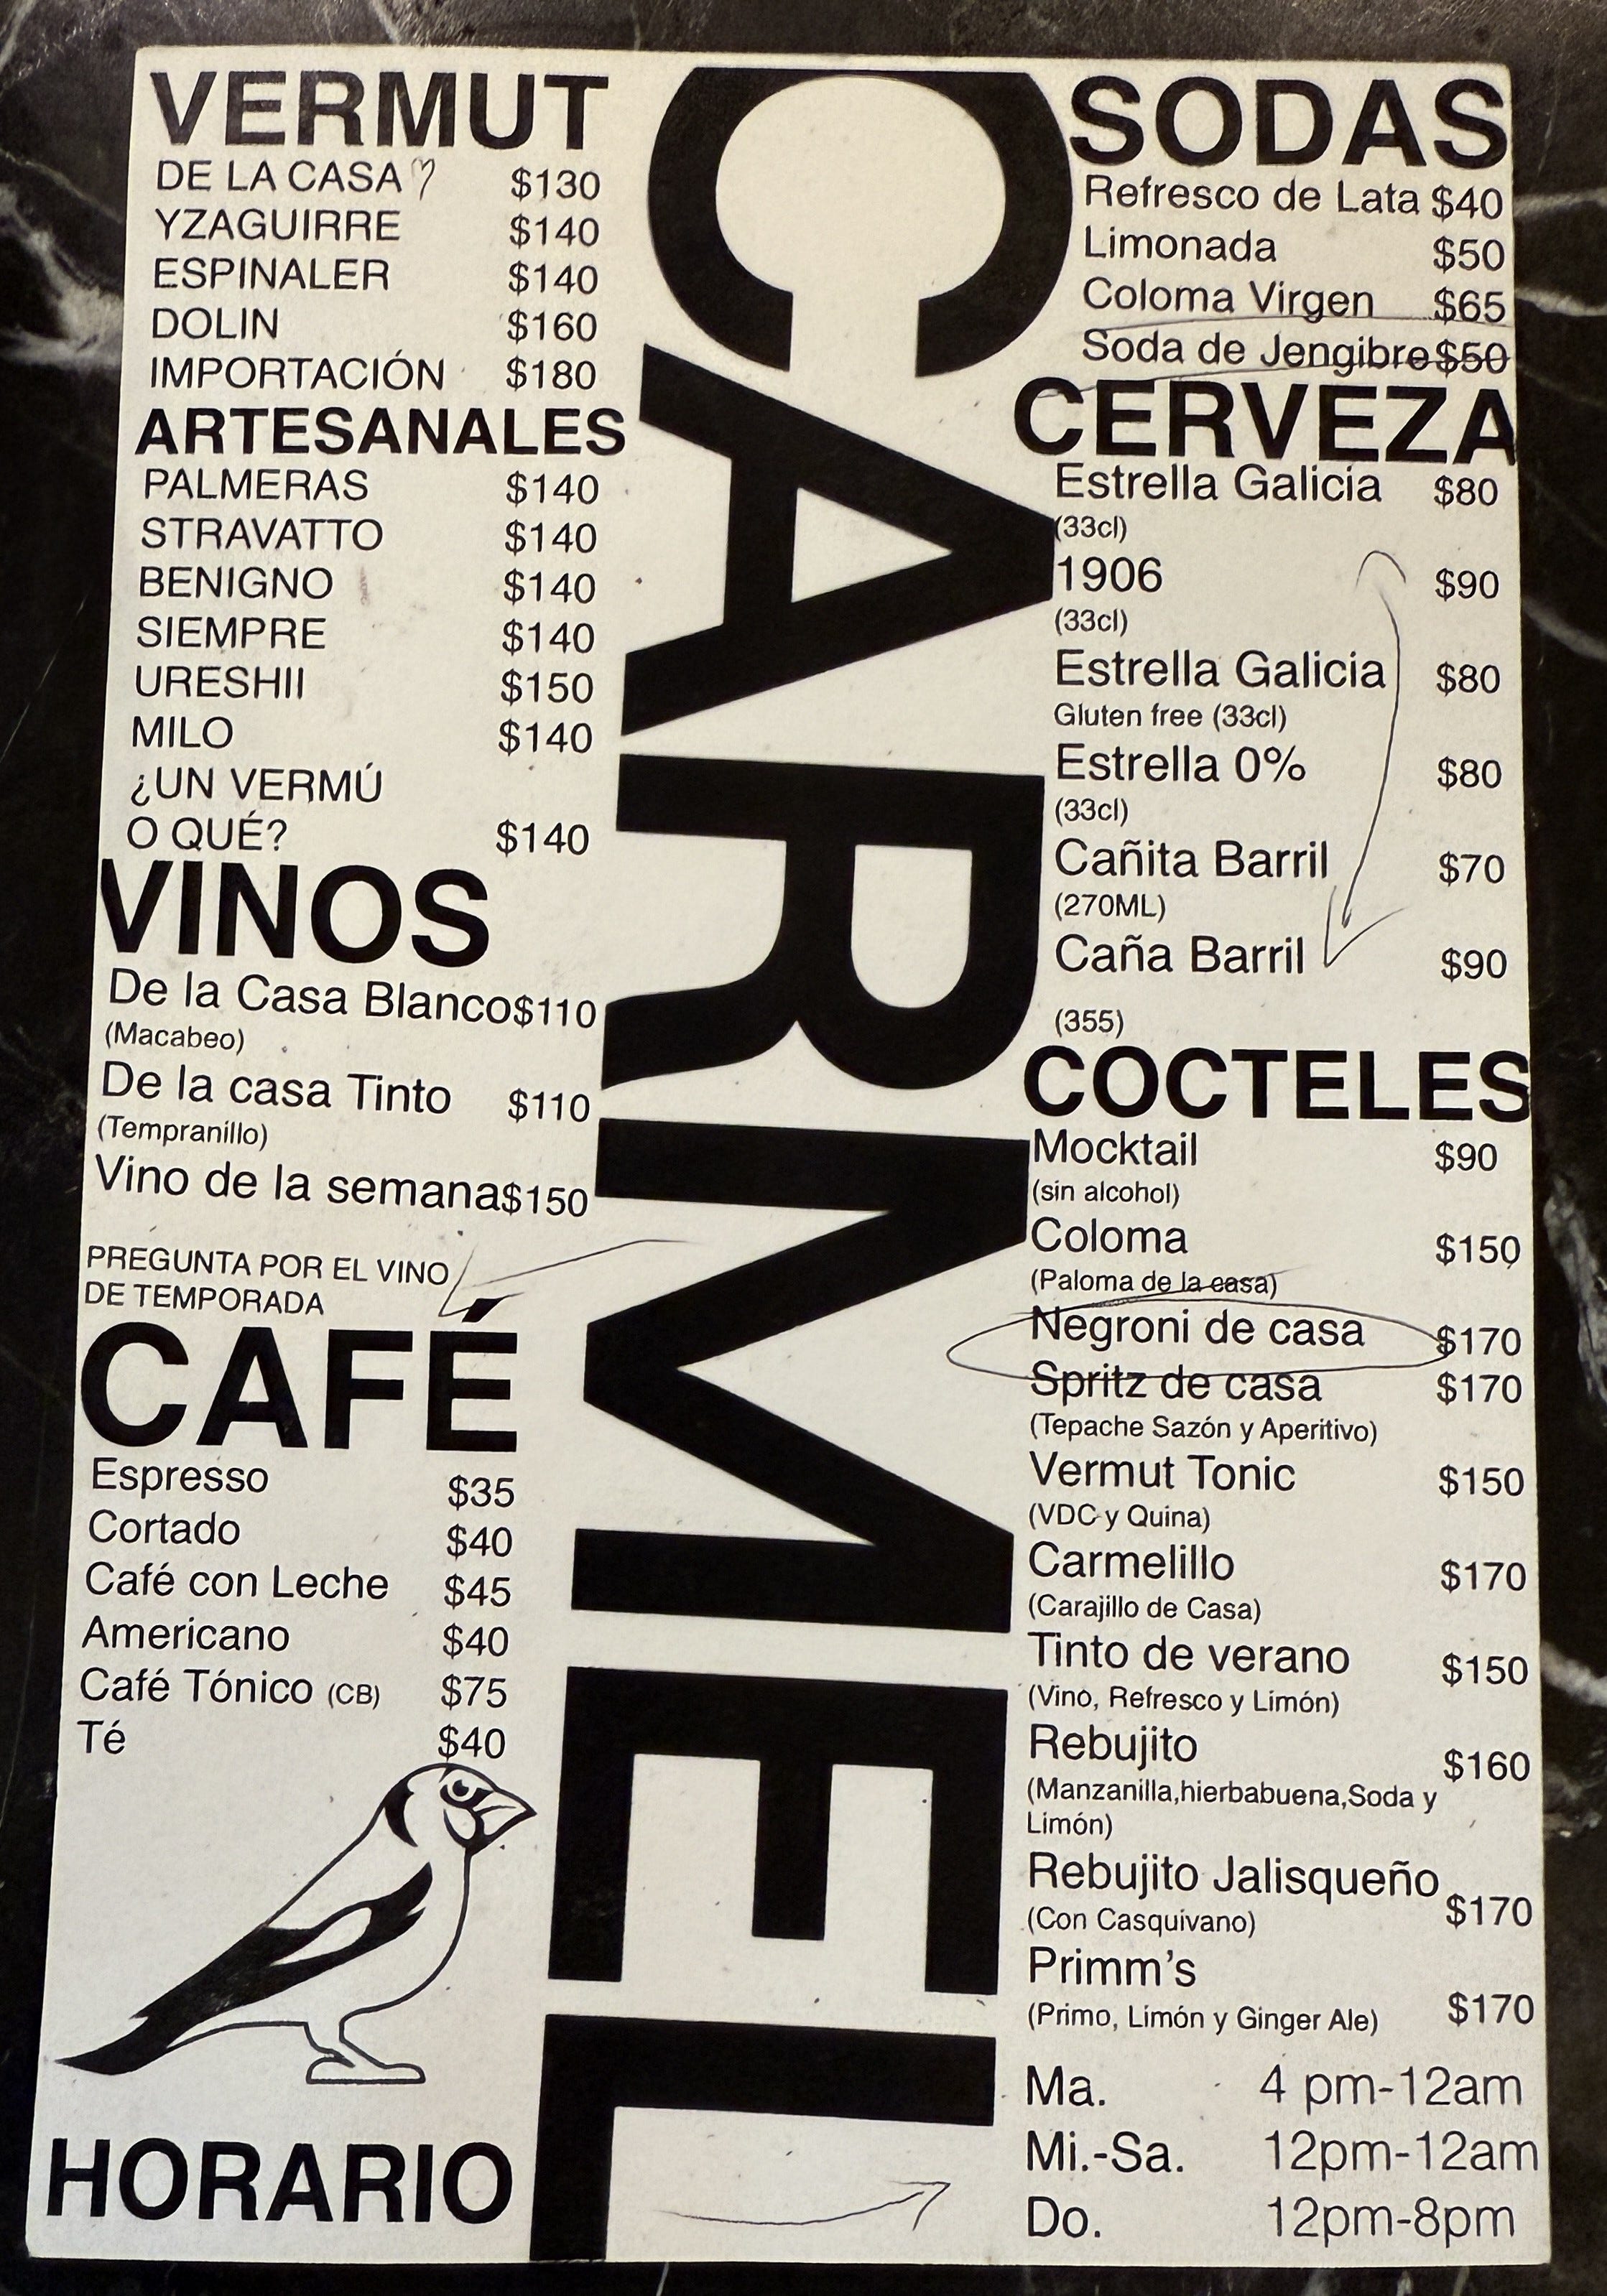 VERMUT
DE LA CASA $130
YZAGUIRRE $140
ESPINALER $140
DOLIN $160
IMPORTACIÓN $180
ARTESANALES
PALMERAS $140
STRAVATTO $140
BENIGNO $140
SIEMPRE $140
URESHII $150
MILO $140
¿UN VERMÚ
O QUÉ? $140
VINOS
De la Casa Blanco $110
(Macabeo)
De la casa Tinto $110
(Tempranillo)
Vino de la semana $150
PREGUNTA POR EL VINO
DE TEMPORADA
CAFÉ
Espresso $35
Cortado $40
Café con Leche $45
Americano $40
Café Tónico (CB) $75
Té $40
HORARIO
CARMEL
SODAS
Refresco de Lata $40
Limonada $50
Coloma Virgen $65
Soda de Jengibre $50
CERVEZA
Estrella Galicia $80
(33cl)
1906 $90
(33cl)
Estrella Galicia $80
Gluten free (33cl)
Estrella 0% $80
(33cl)
Cañita Barril $70
(270ML)
Caña Barril $90
(355)
COCTELES
Mocktail $90
(sin alcohol)
Coloma $150
(Paloma de la casa)
Negroni de casa $170
Spritz de casa $170
(Tepache Sazón y Aperitivo)
Vermut Tonic $150
(VDC y Quina)
Carmelillo $170
(Carajillo de Casa)
Tinto de verano $150
(Vino, Refresco y Limón)
Rebujito $160
(Manzanilla,hierbabuena,Soda y
Limón)
Rebujito Jalisqueño $170
(Con Casquivano)
Primm's
(Primo, Limón y Ginger Ale) $170
Ma. 4 pm-12am
Mi.-Sa. 12pm-12am
Do. 12pm-8pm